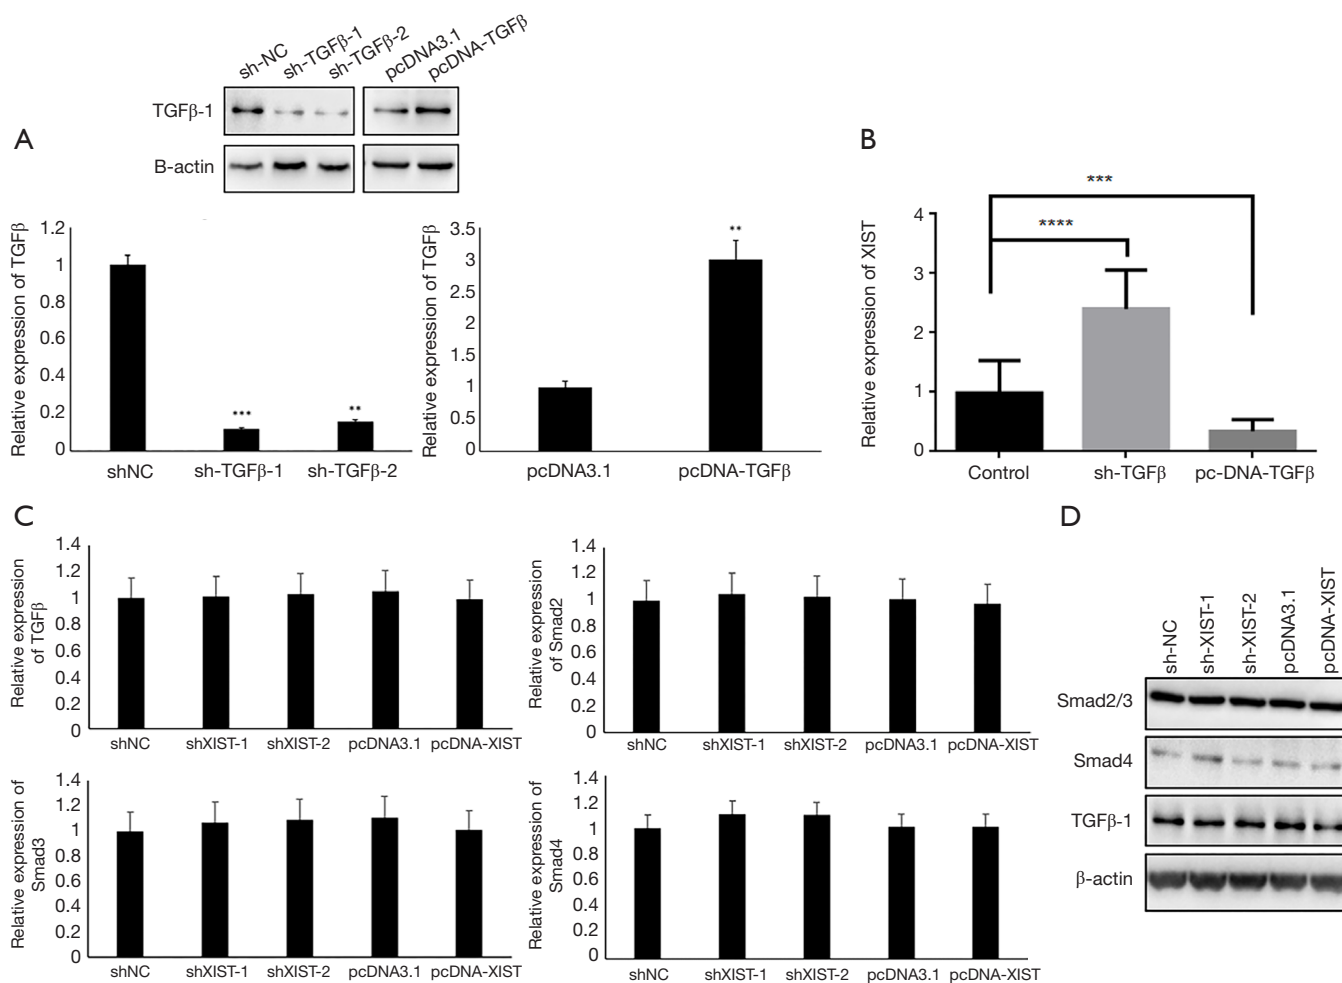 sh-NC
sh-TGFβ-1
sh-TGFβ-2
pcDNA3.1
pcDNA-TGFβ
TGFβ-1
B-actin
A
Relative expression of TGFβ
1.2
1
0.8
0.6
0.4
0.2
0
***
**
shNC
sh-TGFβ-1
sh-TGFβ-2
Relative expression of TGFβ
3.5
3
2.5
2
1.5
1
0.5
0
**
pcDNA3.1
pcDNA-TGFβ
B
Relative expression of XIST
4
3
2
1
0
***
****
Control
sh-TGFβ
pc-DNA-TGFβ
C
Relative expression
of TGFβ
1.4
1.2
1
0.8
0.6
0.4
0.2
0
shNC
shXIST-1
shXIST-2
pcDNA3.1
pcDNA-XIST
Relative expression
of Smad2
1.4
1.2
1
0.8
0.6
0.4
0.2
0
shNC
shXIST-1
shXIST-2
pcDNA3.1
pcDNA-XIST
Relative expression of
Smad3
1.4
1.2
1
0.8
0.6
0.4
0.2
0
shNC
shXIST-1
shXIST-2
pcDNA3.1
pcDNA-XIST
Relative expression of
Smad4
1.4
1.2
1
0.8
0.6
0.4
0.2
0
shNC
shXIST-1
shXIST-2
pcDNA3.1
pcDNA-XIST
D
sh-NC
sh-XIST-1
sh-XIST-2
pcDNA3.1
pcDNA-XIST
Smad2/3
Smad4
TGFβ-1
β-actin